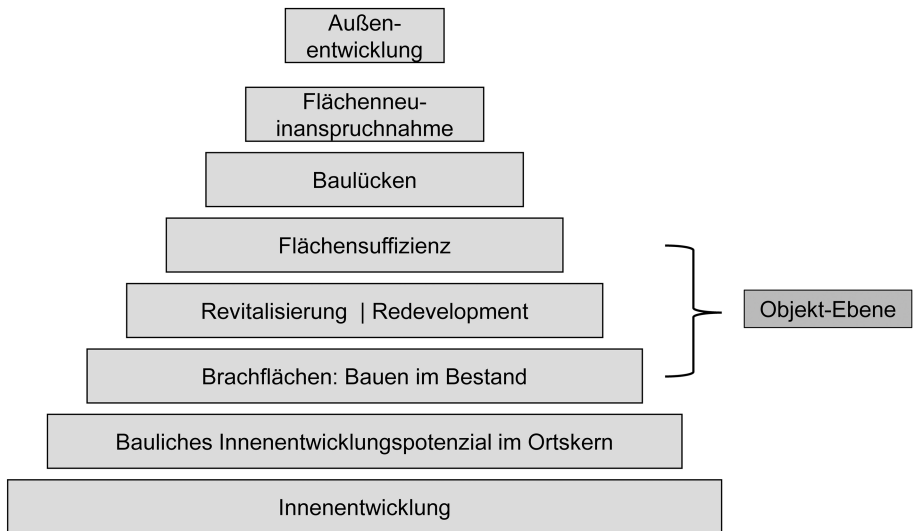 Außen-
entwicklung
Flächenneu-
inanspruchnahme
Baulücken
Flächensuffizienz
Revitalisierung | Redevelopment
Objekt-Ebene
Brachflächen: Bauen im Bestand
Bauliches Innenentwicklungspotenzial im Ortskern
Innenentwicklung